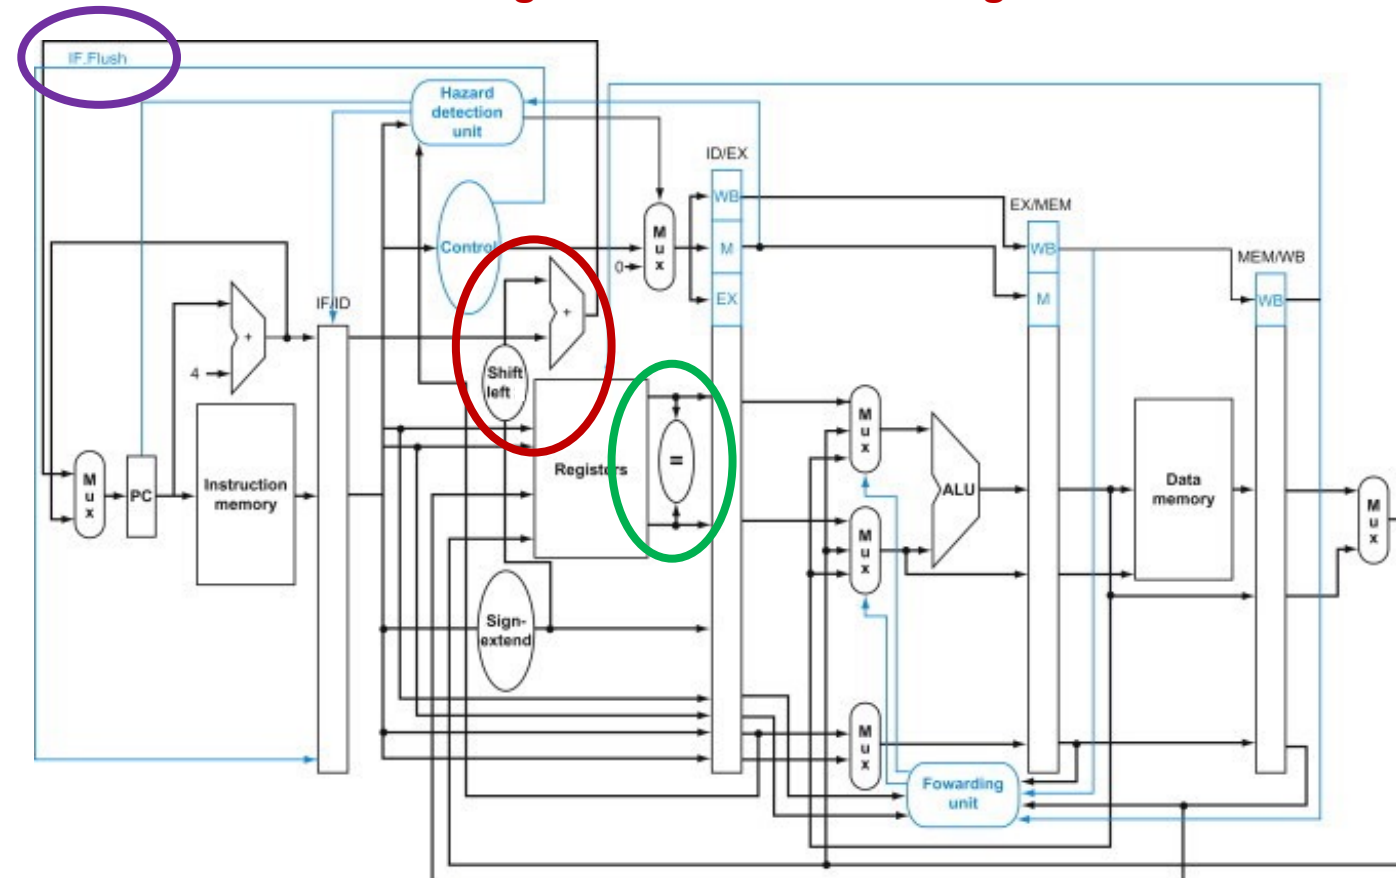 IF.Flush
Hazard
detection
unit
ID/EX
WB
EX/MEM
Control
M
u
x
M
WB
MEM/WB
0
EX
M
WB
IF/ID
+
+
4
Shift
left
M
u
x
=
M
u
x
PC
Instruction
memory
Registers
ALU
Data
memory
M
u
x
M
u
x
Sign-
extend
M
u
x
Fowarding
unit